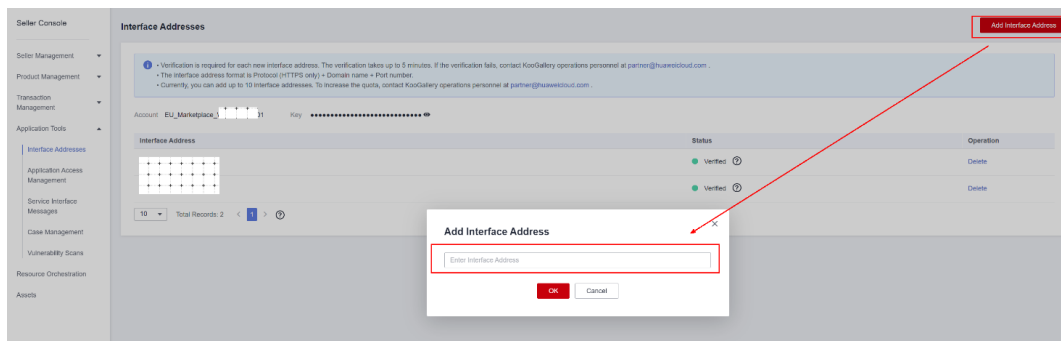 Seller Console
Interface Addresses
Add Interface Address
Seller Management
Product Management
Transaction
Management
Application Tools
Interface Addresses
Application Access
Management
Service Interface
Messages
Case Management
Vulnerability Scans
Resource Orchestration
Assets
• Verification is required for each new interface address. The verification takes up to 5 minutes. If the verification fails, contact KooGallery operations personnel at partner@huaweicloud.com .
• The interface address format is Protocol (HTTPS only) + Domain name + Port number.
• Currently, you can add up to 10 interface addresses. To increase the quota, contact KooGallery operations personnel at partner@huaweicloud.com .
Account EU_Marketplace_ 01 Key
Interface Address Status Operation
Verified Delete
Verified Delete
10 Total Records: 2 < 1 >
Add Interface Address
Enter Interface Address
OK Cancel